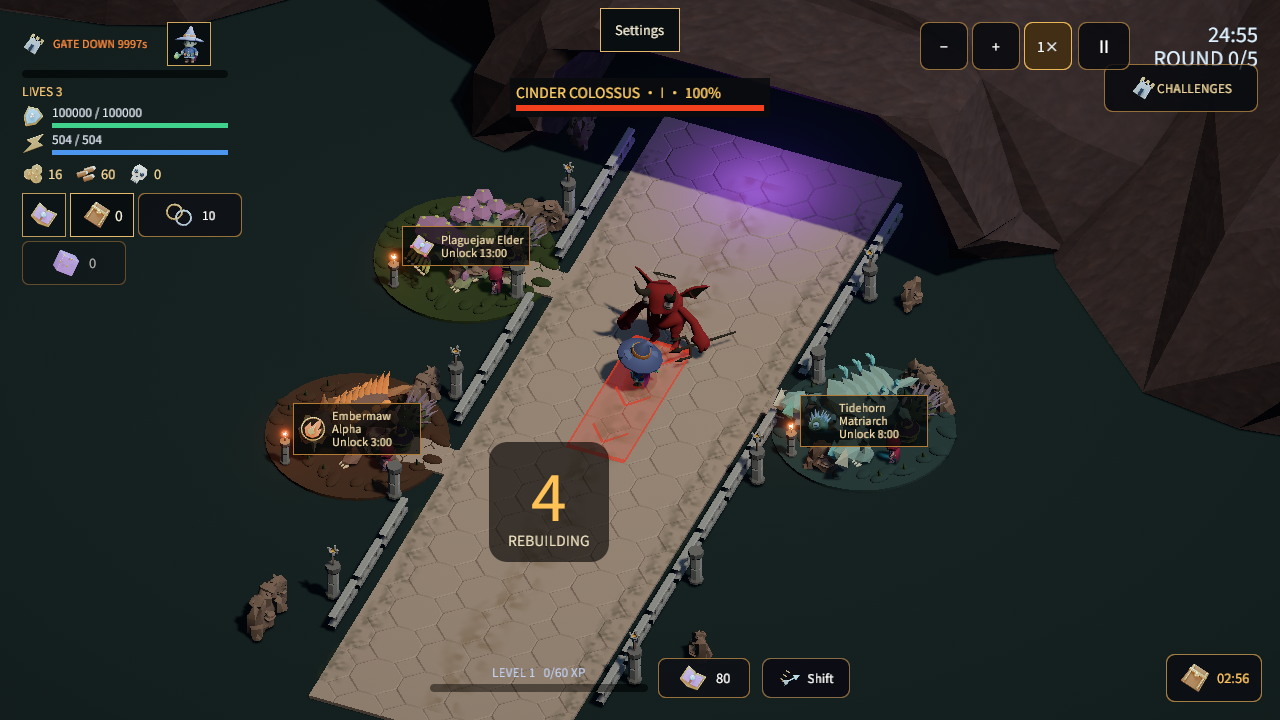 GATE DOWN 9997s
Settings
−
+
1×
24:55
ROUND 0/5
CHALLENGES
CINDER COLOSSUS • I • 100%
LIVES 3
100000 / 100000
504 / 504
16
60
0
0
10
0
Plaguejaw Elder
Unlock 13:00
Embermaw
Alpha
Unlock 3:00
Tidehorn
Matriarch
Unlock 8:00
4
REBUILDING
LEVEL 1 0/60 XP
80
Shift
02:56